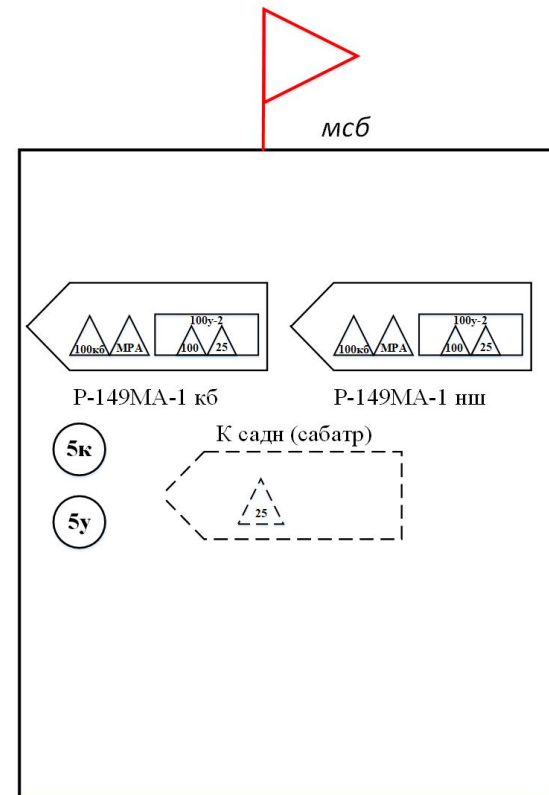 мсб
100у-2
100кб МРА 100 25
100у-2
100кб МРА 100 25
Р-149МА-1 кб
Р-149МА-1 нш
5к
К садн (сабатр)
25
5у